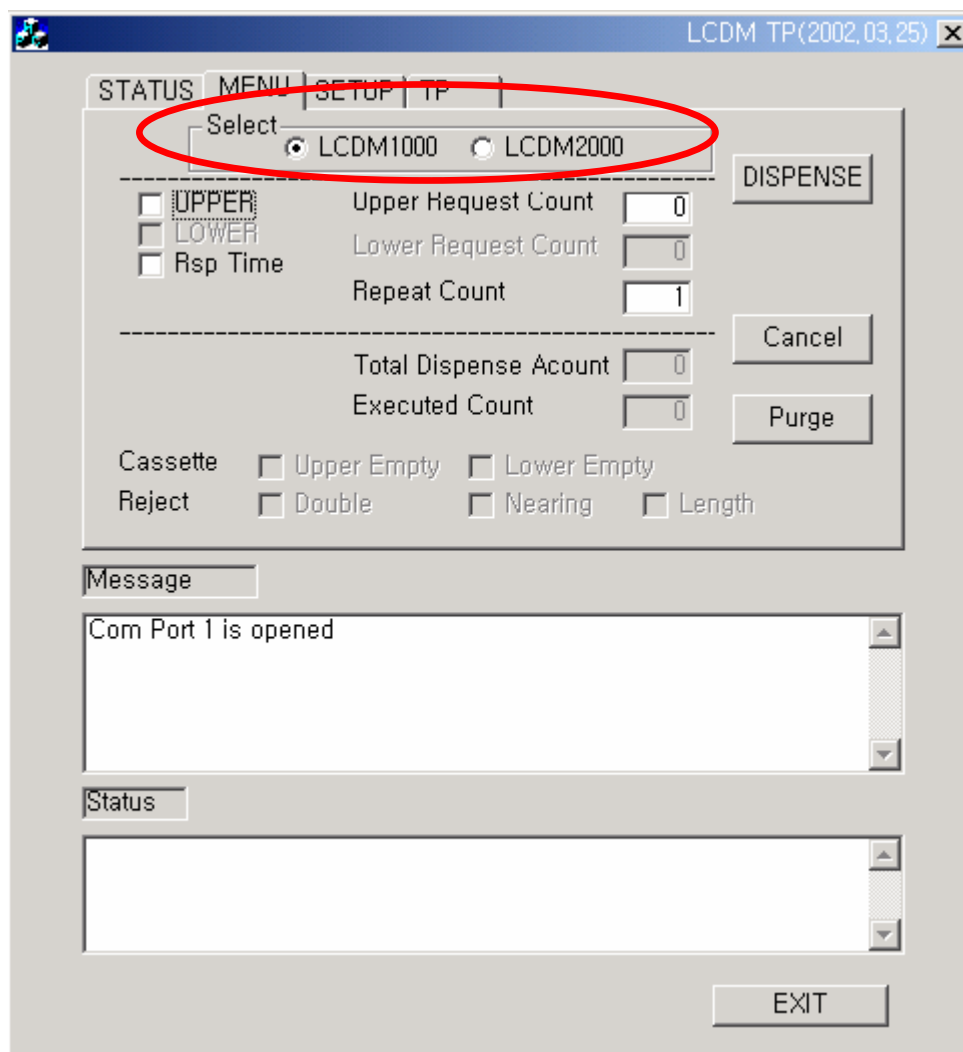 LCDM TP(2002,03,25)
STATUS MENU SETUP TP
Select
LCDM1000 LCDM2000
DISPENSE
UPPER Upper Request Count 0
LOWER Lower Request Count 0
Rsp Time
Repeat Count 1
Cancel
Total Dispense Acount 0
Executed Count 0
Purge
Cassette Upper Empty Lower Empty
Reject Double Nearing Length
Message
Com Port 1 is opened
Status
EXIT